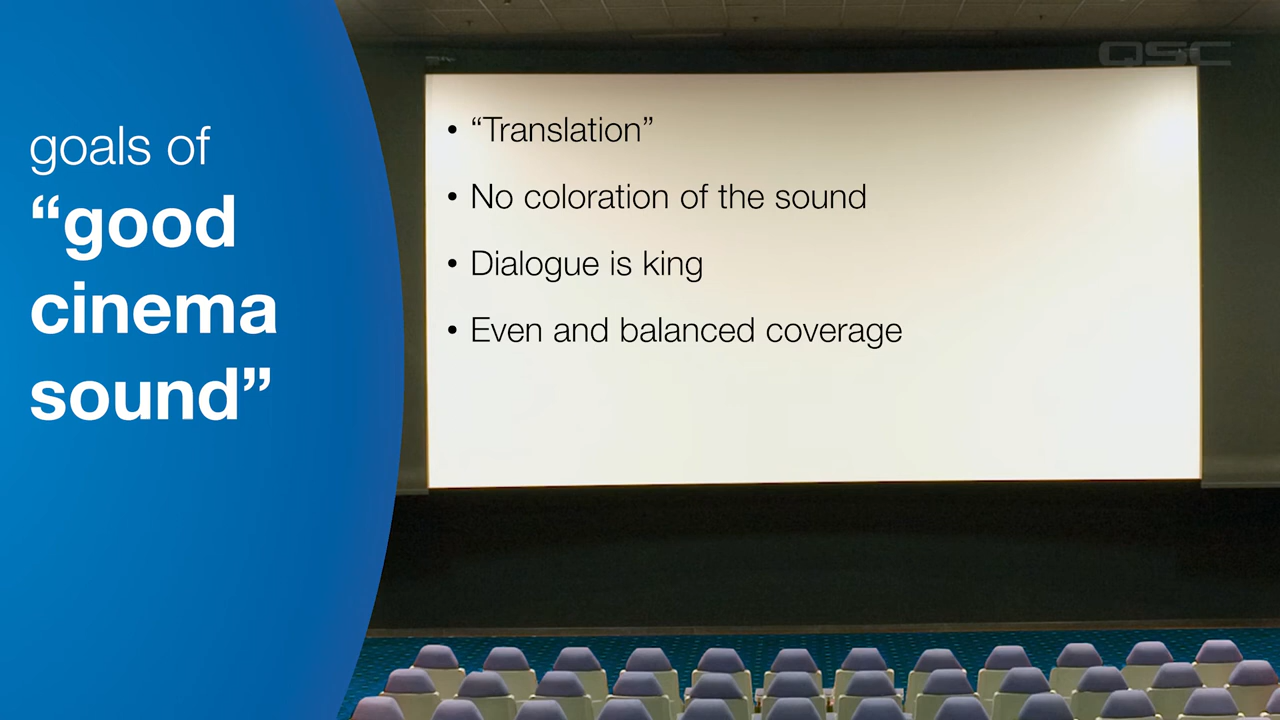 goals of
“good
cinema
sound”
QSC
• “Translation”
• No coloration of the sound
• Dialogue is king
• Even and balanced coverage